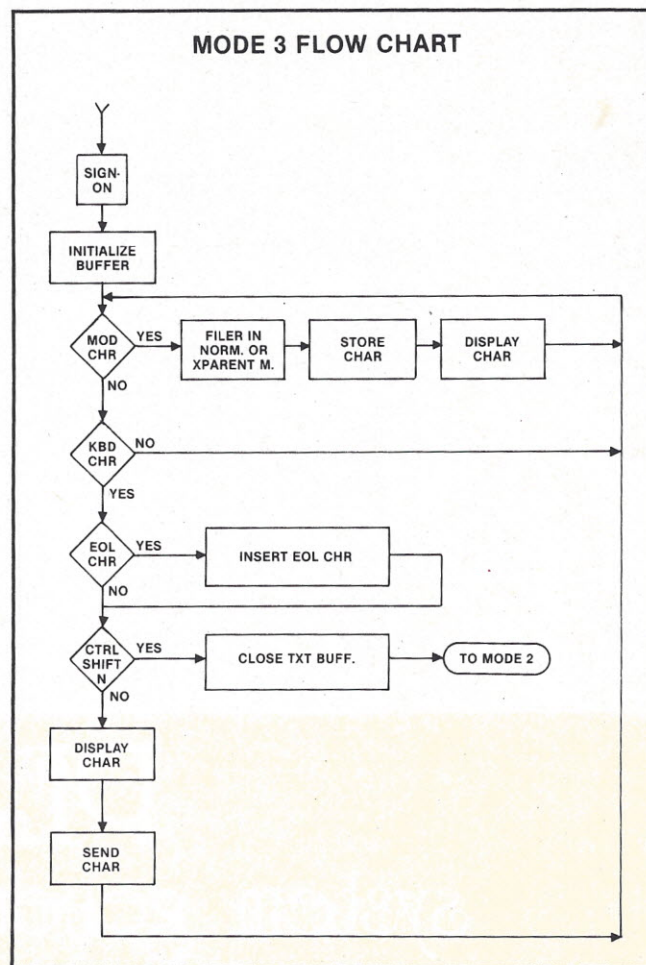 MODE 3 FLOW CHART
SIGN-
ON
INITIALIZE
BUFFER
MOD
CHR
YES
NO
FILER IN
NORM. OR
XPARENT M.
STORE
CHAR
DISPLAY
CHAR
KBD
CHR
NO
YES
EOL
CHR
YES
NO
INSERT EOL CHR
CTRL
SHIFT
N
YES
NO
CLOSE TXT BUFF.
TO MODE 2
DISPLAY
CHAR
SEND
CHAR